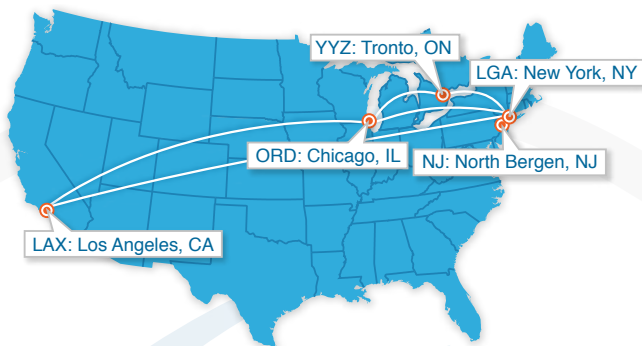 YYZ: Tronto, ON
LGA: New York, NY
ORD: Chicago, IL
NJ: North Bergen, NJ
LAX: Los Angeles, CA